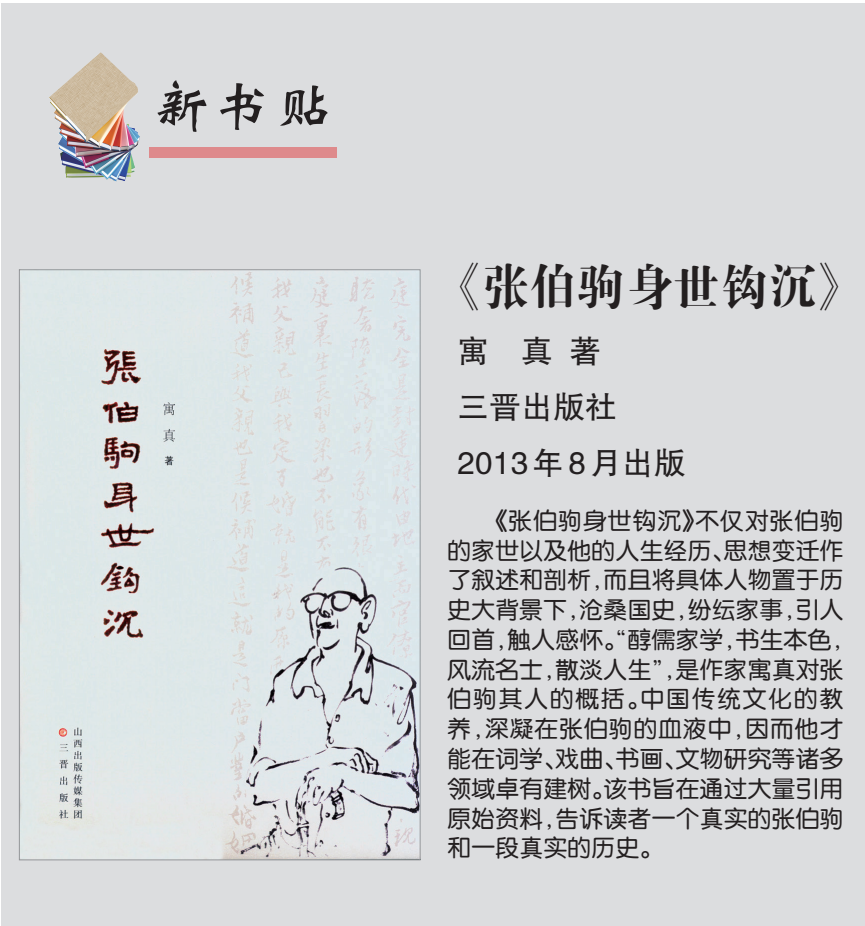 新书贴
張伯駒身世鈎沉
寓真 著
山西出版传媒集团
三晋出版社
《张伯驹身世钩沉》
寓 真 著
三晋出版社
2013年8月出版
《张伯驹身世钩沉》不仅对张伯驹
的家世以及他的人生经历、思想变迁作
了叙述和剖析,而且将具体人物置于历
史大背景下,沧桑国史,纷纭家事,引人
回首,触人感怀。“醇儒家学,书生本色,
风流名士,散淡人生”,是作家寓真对张
伯驹其人的概括。中国传统文化的教
养,深凝在张伯驹的血液中,因而他才
能在词学、戏曲、书画、文物研究等诸多
领域卓有建树。该书旨在通过大量引用
原始资料,告诉读者一个真实的张伯驹
和一段真实的历史。